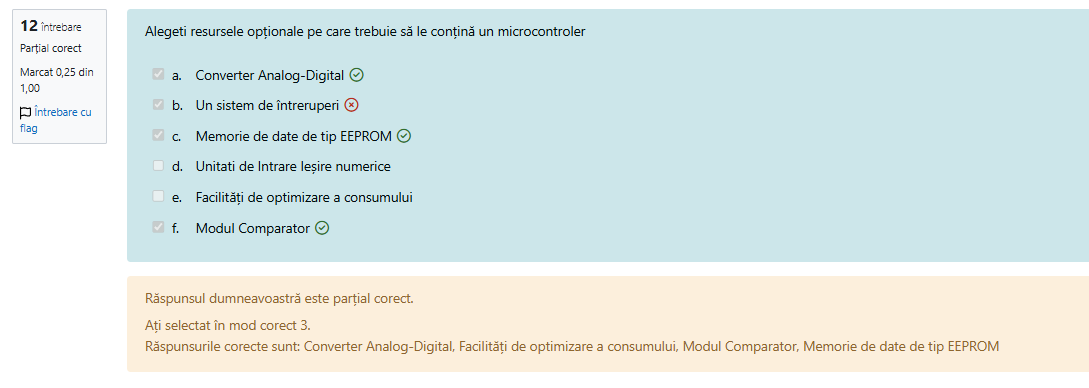 12 întrebare
Parțial corect
Marcat 0,25 din
1,00
Întrebare cu
flag
Alegeti resursele opționale pe care trebuie să le conțină un microcontroler
a. Converter Analog-Digital
b. Un sistem de întreruperi
c. Memorie de date de tip EEPROM
d. Unitati de Intrare Ieșire numerice
e. Facilități de optimizare a consumului
f. Modul Comparator
Răspunsul dumneavoastră este parțial corect.
Ați selectat în mod corect 3.
Răspunsurile corecte sunt: Converter Analog-Digital, Facilități de optimizare a consumului, Modul Comparator, Memorie de date de tip EEPROM